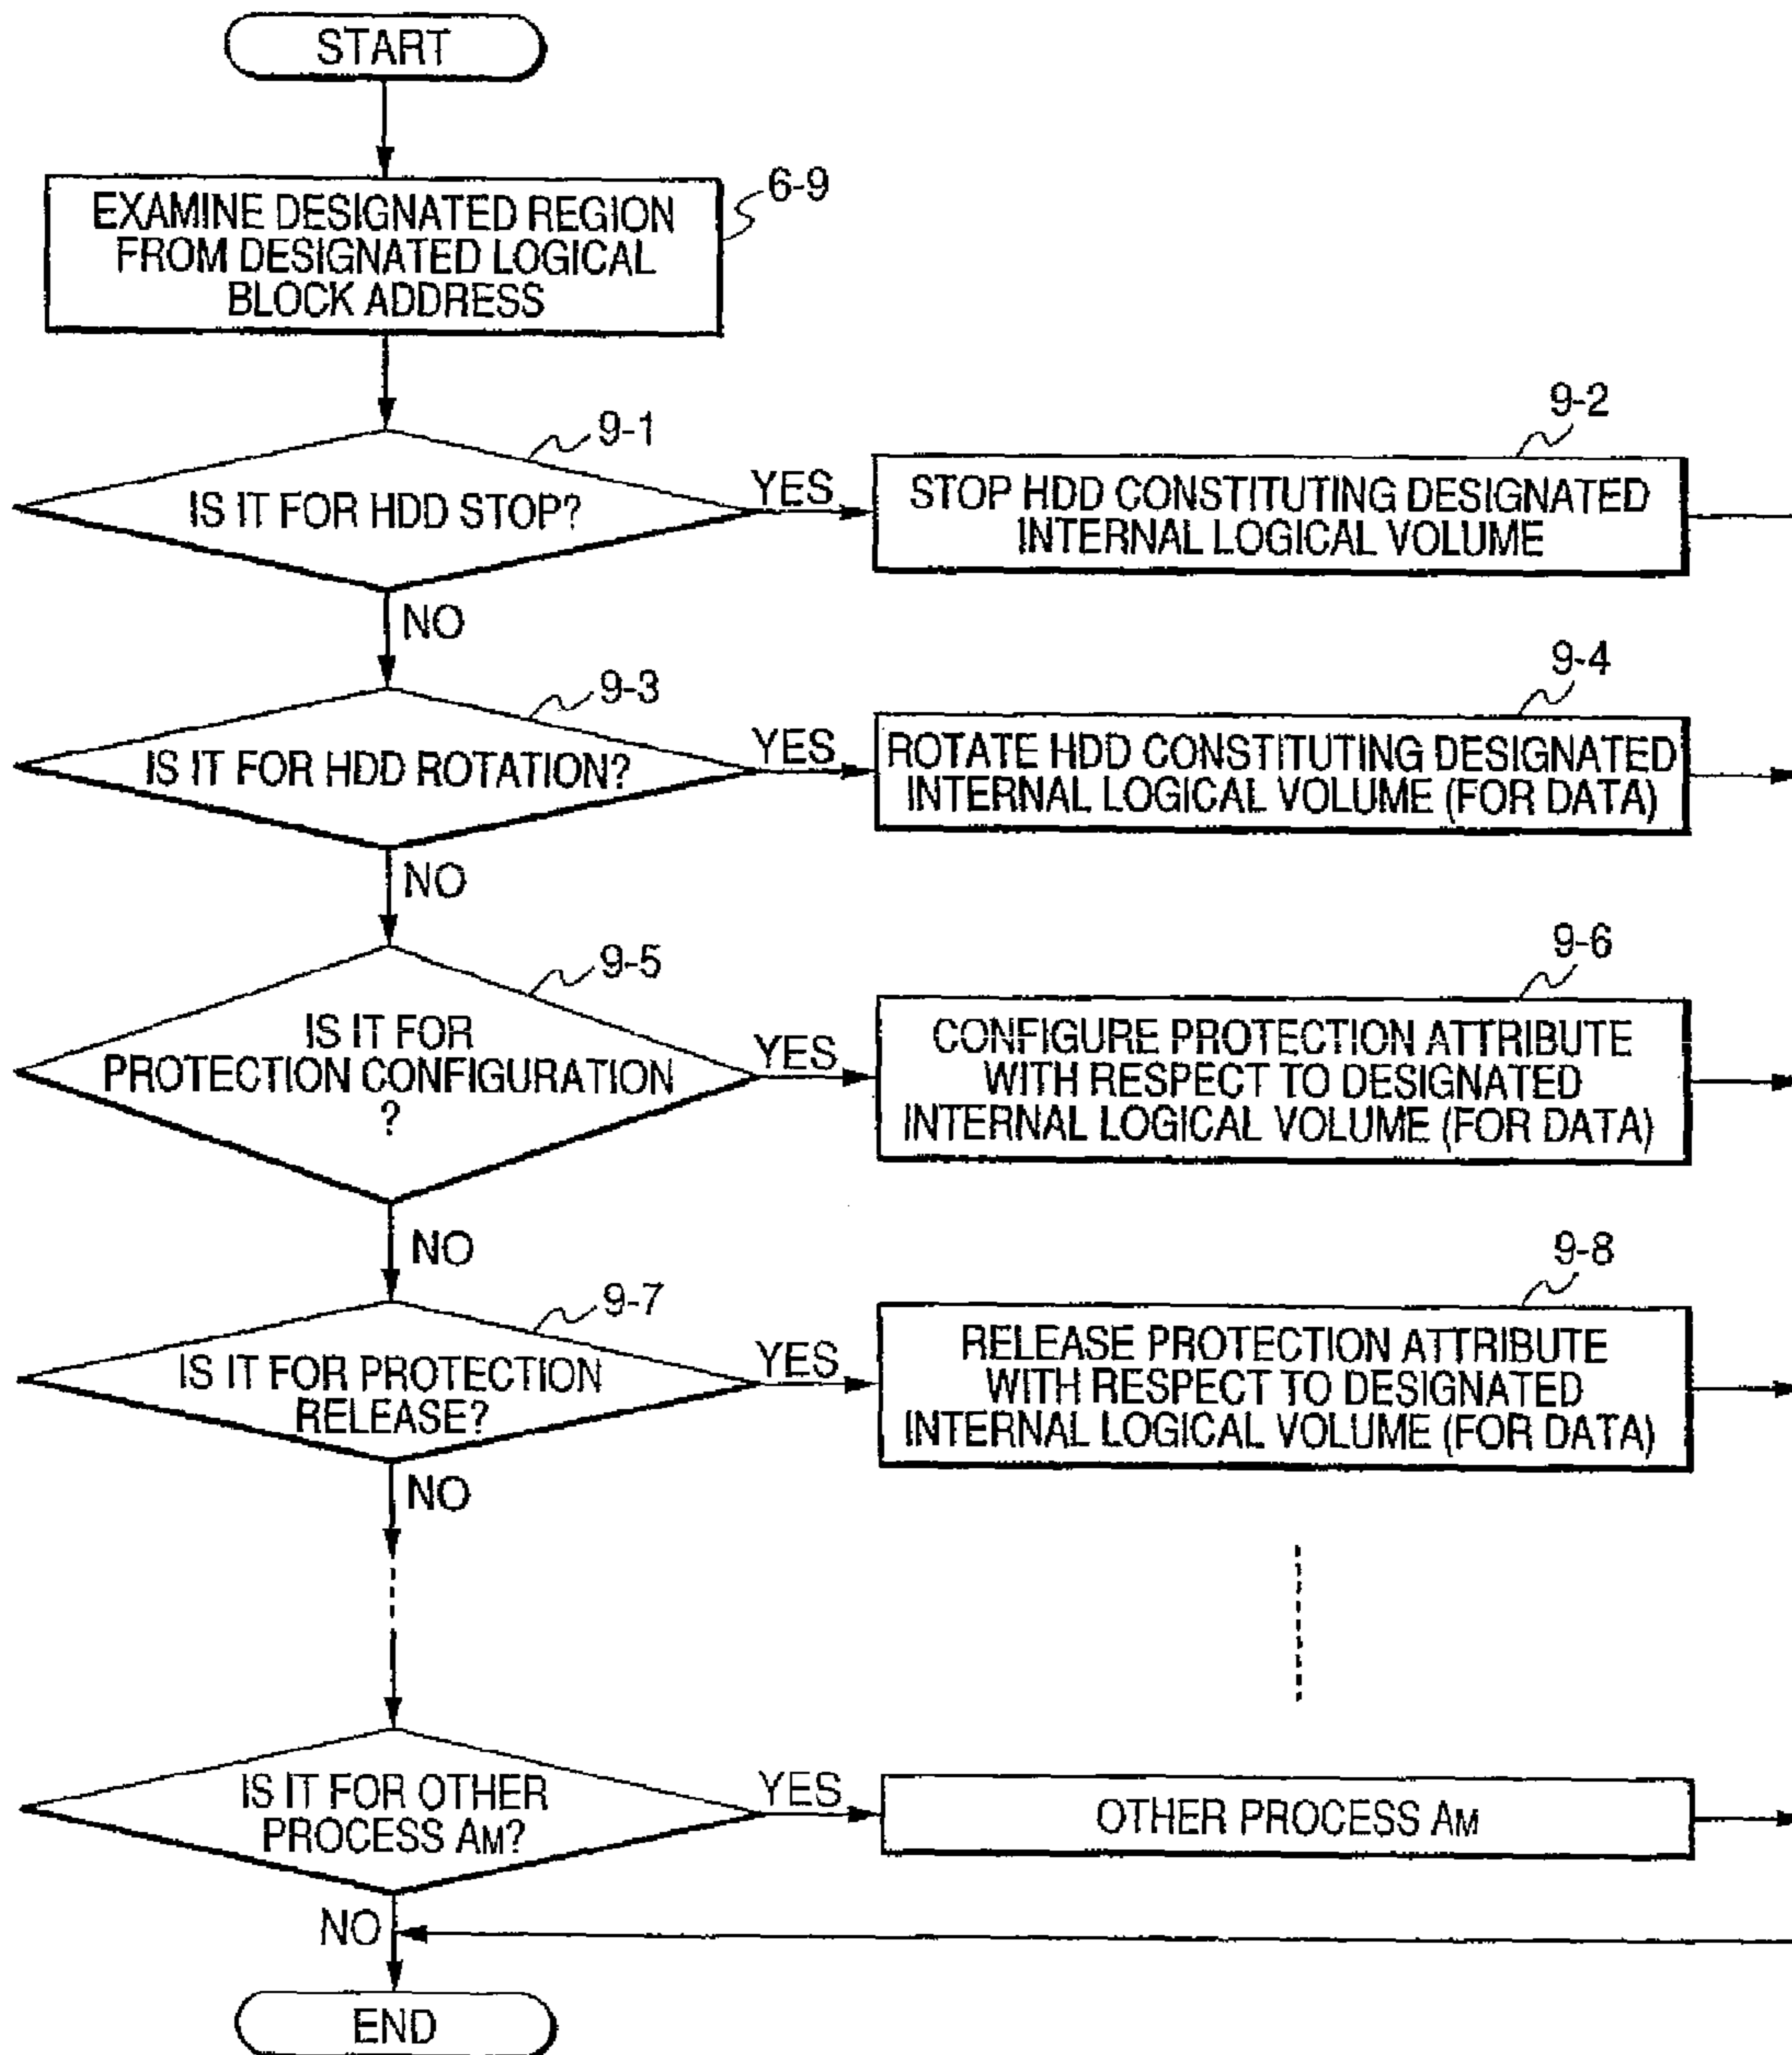 START
6-9
EXAMINE DESIGNATED REGION
FROM DESIGNATED LOGICAL
BLOCK ADDRESS
9-1
IS IT FOR HDD STOP?
YES
9-2
STOP HDD CONSTITUTING DESIGNATED
INTERNAL LOGICAL VOLUME
NO
9-3
IS IT FOR HDD ROTATION?
YES
9-4
ROTATE HDD CONSTITUTING DESIGNATED
INTERNAL LOGICAL VOLUME (FOR DATA)
NO
9-5
IS IT FOR
PROTECTION CONFIGURATION
?
YES
9-6
CONFIGURE PROTECTION ATTRIBUTE
WITH RESPECT TO DESIGNATED
INTERNAL LOGICAL VOLUME (FOR DATA)
NO
9-7
IS IT FOR PROTECTION
RELEASE?
YES
9-8
RELEASE PROTECTION ATTRIBUTE
WITH RESPECT TO DESIGNATED
INTERNAL LOGICAL VOLUME (FOR DATA)
NO
IS IT FOR OTHER
PROCESS AM?
YES
OTHER PROCESS AM
NO
END